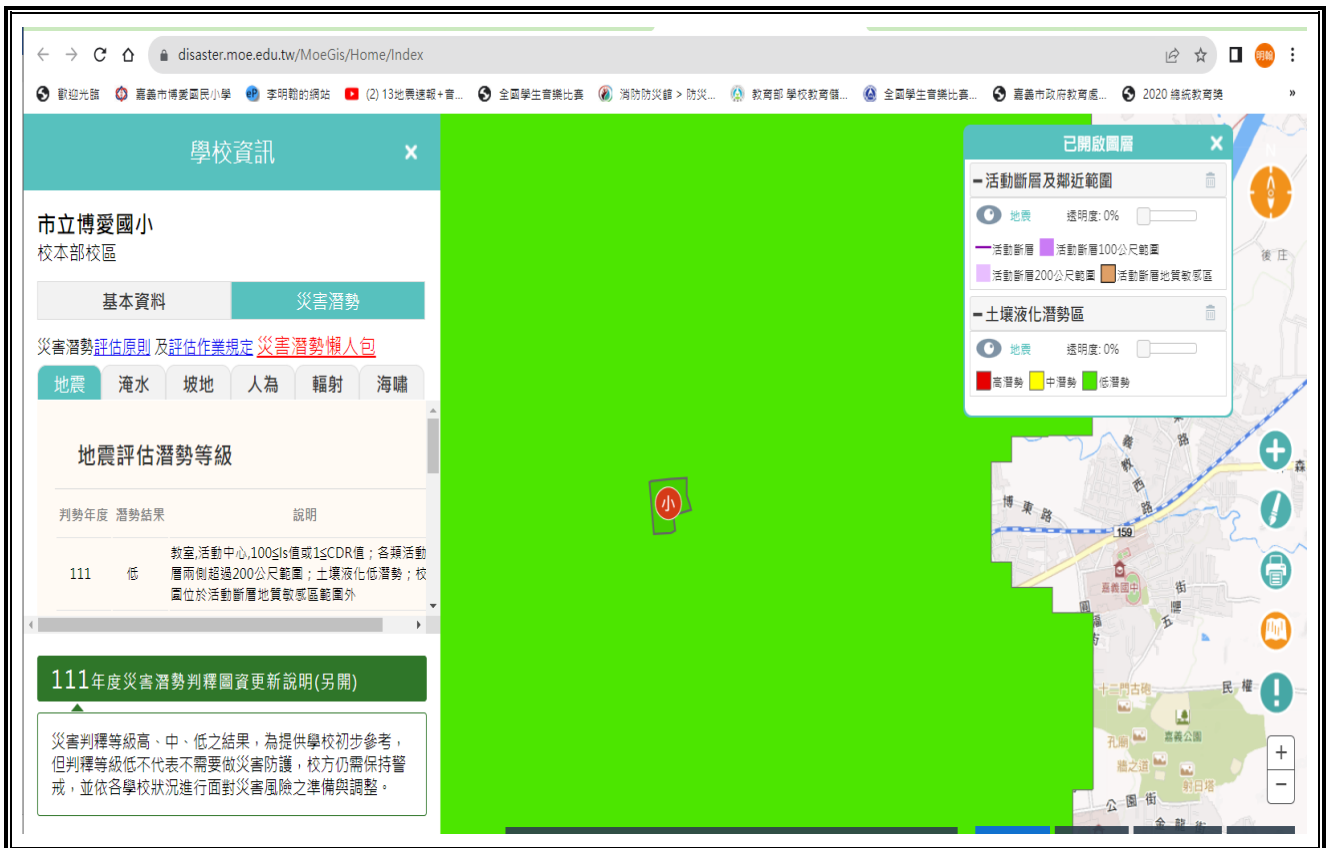 disaster.moe.edu.tw/MoeGis/Home/Index
明翰
歡迎光臨
嘉義市博愛國民小學
李明翰的網站
(2) 13地震速報+音...
全國學生音樂比賽
消防防災館 > 防災...
教育部 學校教育儲...
全國學生音樂比賽...
嘉義市政府教育處...
2020 總統教育獎
»
學校資訊
×
市立博愛國小
校本部校區
基本資料
災害潛勢
災害潛勢評估原則 及評估作業規定 災害潛勢懶人包
地震
淹水
坡地
人為
輻射
海嘯
地震評估潛勢等級
判勢年度 潛勢結果 說明
111 低
教室,活動中心,100≤Is值或1≤CDR值；各類活動
層兩側超過200公尺範圍；土壤液化低潛勢；校
園位於活動斷層地質敏感區範圍外
111年度災害潛勢判釋圖資更新說明(另開)
災害判釋等級高、中、低之結果，為提供學校初步參考，
但判釋等級低不代表不需要做災害防護，校方仍需保持警
戒，並依各學校狀況進行面對災害風險之準備與調整。
小
已開啟圖層
×
活動斷層及鄰近範圍
地震 透明度: 0%
活動斷層 活動斷層100公尺範圍
活動斷層200公尺範圍 活動斷層地質敏感區
土壤液化潛勢區
地震 透明度: 0%
高潛勢 中潛勢 低潛勢
N
後庄
義教西路
森
博東路
159
嘉義國中
街
五
福
街
十二門古砲
民權
孔廟
嘉義公園
牆之道
射日塔
公園街
金龍街
+
−